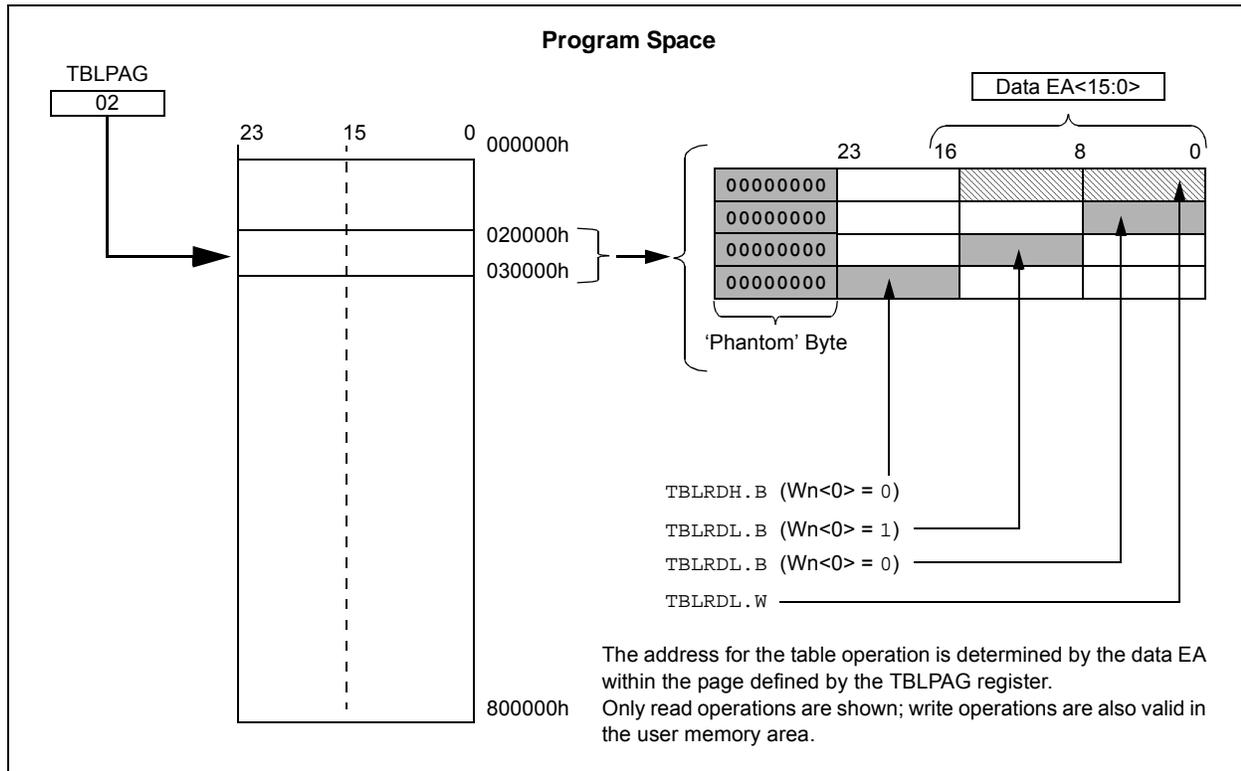 Program Space
TBLPAG
02
Data EA<15:0>
23 15 0
000000h
020000h
030000h
800000h
23 16 8 0
00000000
00000000
00000000
00000000
‘Phantom’ Byte
TBLRDH.B (Wn<0> = 0)
TBLRDL.B (Wn<0> = 1)
TBLRDL.B (Wn<0> = 0)
TBLRDL.W
The address for the table operation is determined by the data EA
within the page defined by the TBLPAG register.
Only read operations are shown; write operations are also valid in
the user memory area.